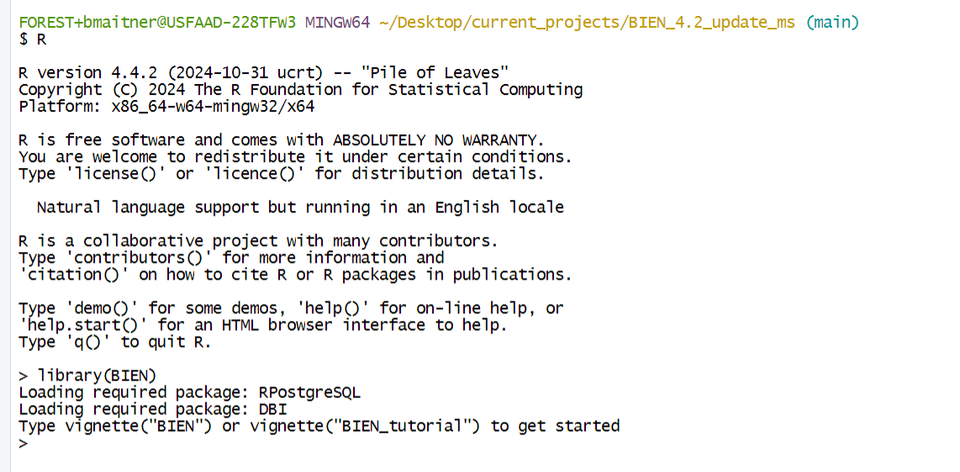 FOREST+bmaitner@USFAAD-228TFW3 MINGW64 ~/Desktop/current_projects/BIEN_4.2_update_ms (main)
$ R
R version 4.4.2 (2024-10-31 ucrt) -- "Pile of Leaves"
Copyright (C) 2024 The R Foundation for Statistical Computing
Platform: x86_64-w64-mingw32/x64
R is free software and comes with ABSOLUTELY NO WARRANTY.
You are welcome to redistribute it under certain conditions.
Type 'license()' or 'licence()' for distribution details.
Natural language support but running in an English locale
R is a collaborative project with many contributors.
Type 'contributors()' for more information and
'citation()' on how to cite R or R packages in publications.
Type 'demo()' for some demos, 'help()' for on-line help, or
'help.start()' for an HTML browser interface to help.
Type 'q()' to quit R.
> library(BIEN)
Loading required package: RPostgreSQL
Loading required package: DBI
Type vignette("BIEN") or vignette("BIEN_tutorial") to get started
>